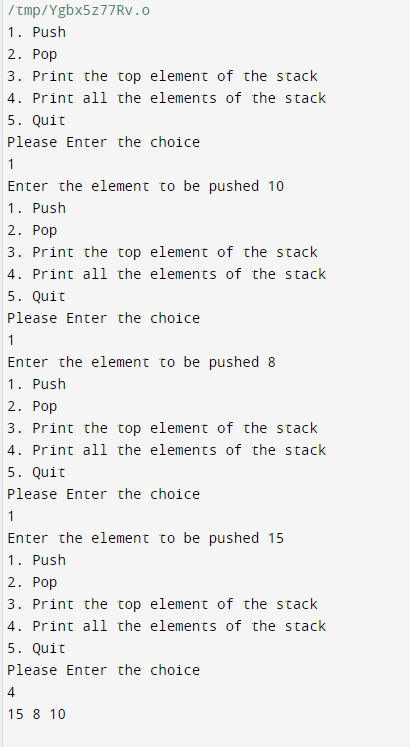 /tmp/Ygbx5z77Rv.o
1. Push
2. Pop
3. Print the top element of the stack
4. Print all the elements of the stack
5. Quit
Please Enter the choice
1
Enter the element to be pushed 10
1. Push
2. Pop
3. Print the top element of the stack
4. Print all the elements of the stack
5. Quit
Please Enter the choice
1
Enter the element to be pushed 8
1. Push
2. Pop
3. Print the top element of the stack
4. Print all the elements of the stack
5. Quit
Please Enter the choice
1
Enter the element to be pushed 15
1. Push
2. Pop
3. Print the top element of the stack
4. Print all the elements of the stack
5. Quit
Please Enter the choice
4
15 8 10